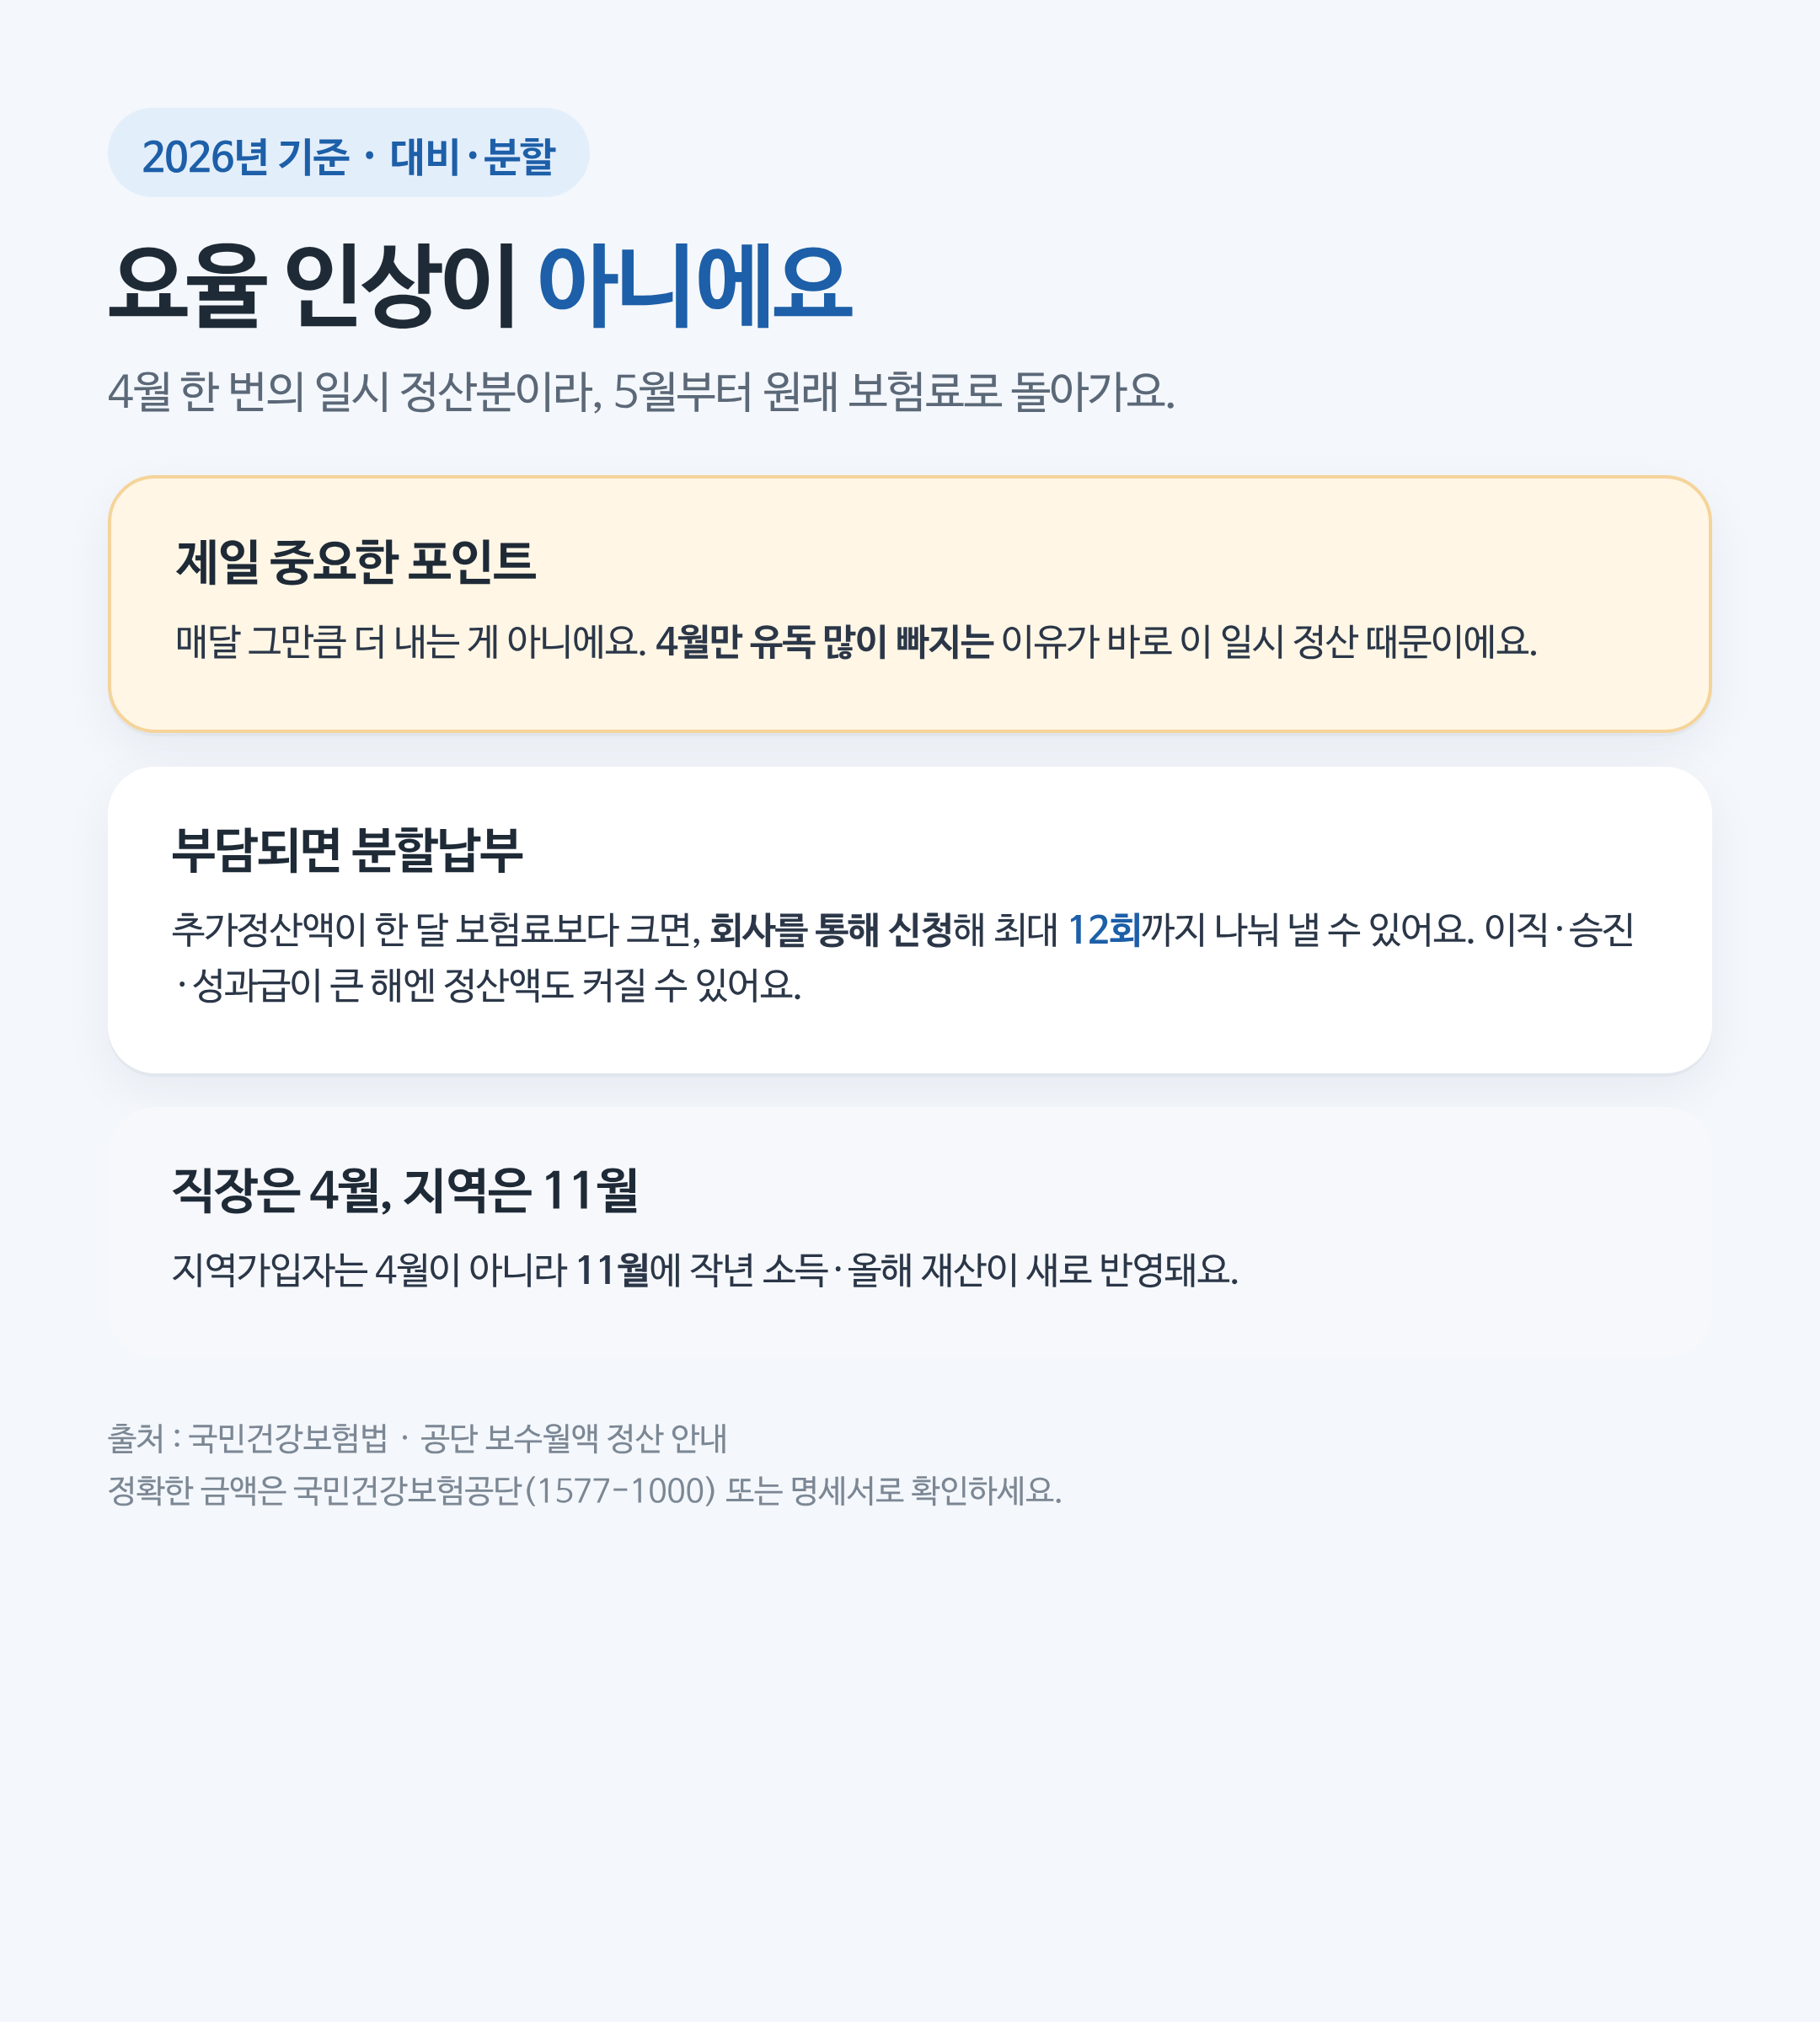 2026년 기준 · 대비·분할
요율 인상이 아니에요
4월 한 번의 일시 정산분이라, 5월부터 원래 보험료로 돌아가요.
제일 중요한 포인트
매달 그만큼 더 내는 게 아니에요. 4월만 유독 많이 빠지는 이유가 바로 이 일시 정산 때문이에요.
부담되면 분할납부
추가정산액이 한 달 보험료보다 크면, 회사를 통해 신청해 최대 12회까지 나눠 낼 수 있어요. 이직·승진
·성과급이 큰 해엔 정산액도 커질 수 있어요.
직장은 4월, 지역은 11월
지역가입자는 4월이 아니라 11월에 작년 소득·올해 재산이 새로 반영돼요.
출처 : 국민건강보험법 · 공단 보수월액 정산 안내
정확한 금액은 국민건강보험공단(1577-1000) 또는 명세서로 확인하세요.